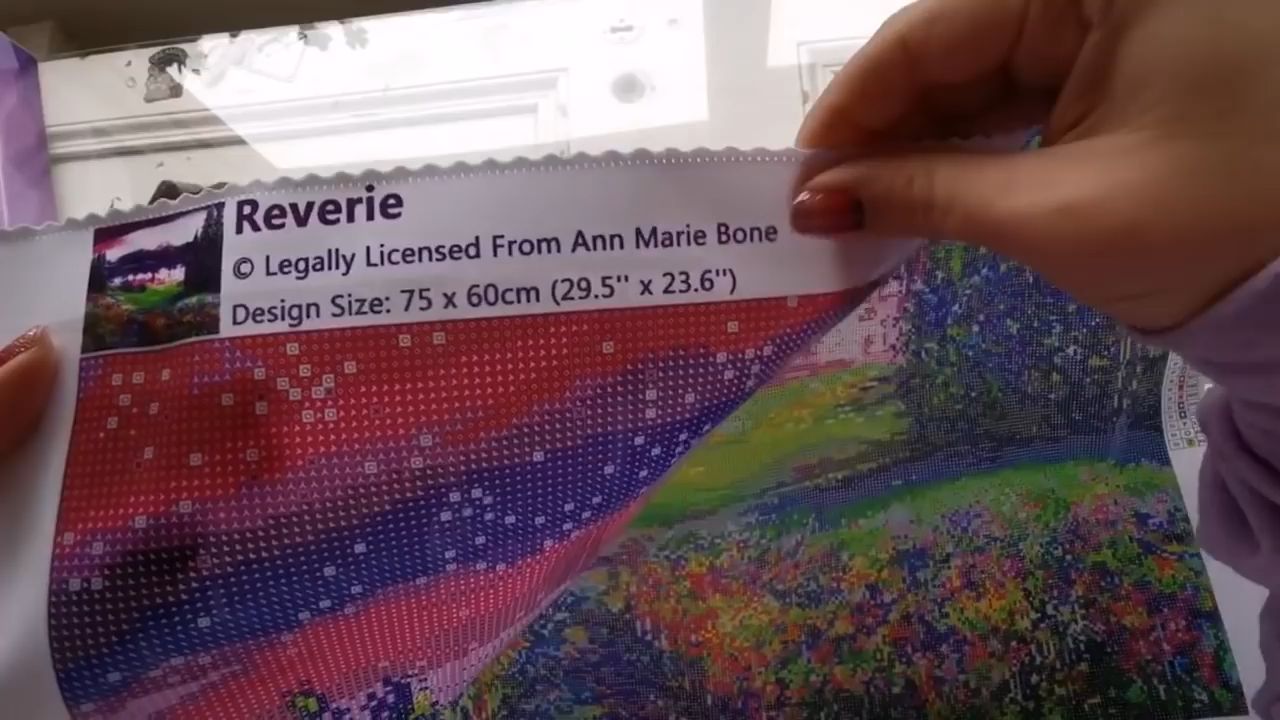 Reverie
© Legally Licensed From Ann Marie Bone
Design Size: 75 x 60cm (29.5'' x 23.6'')